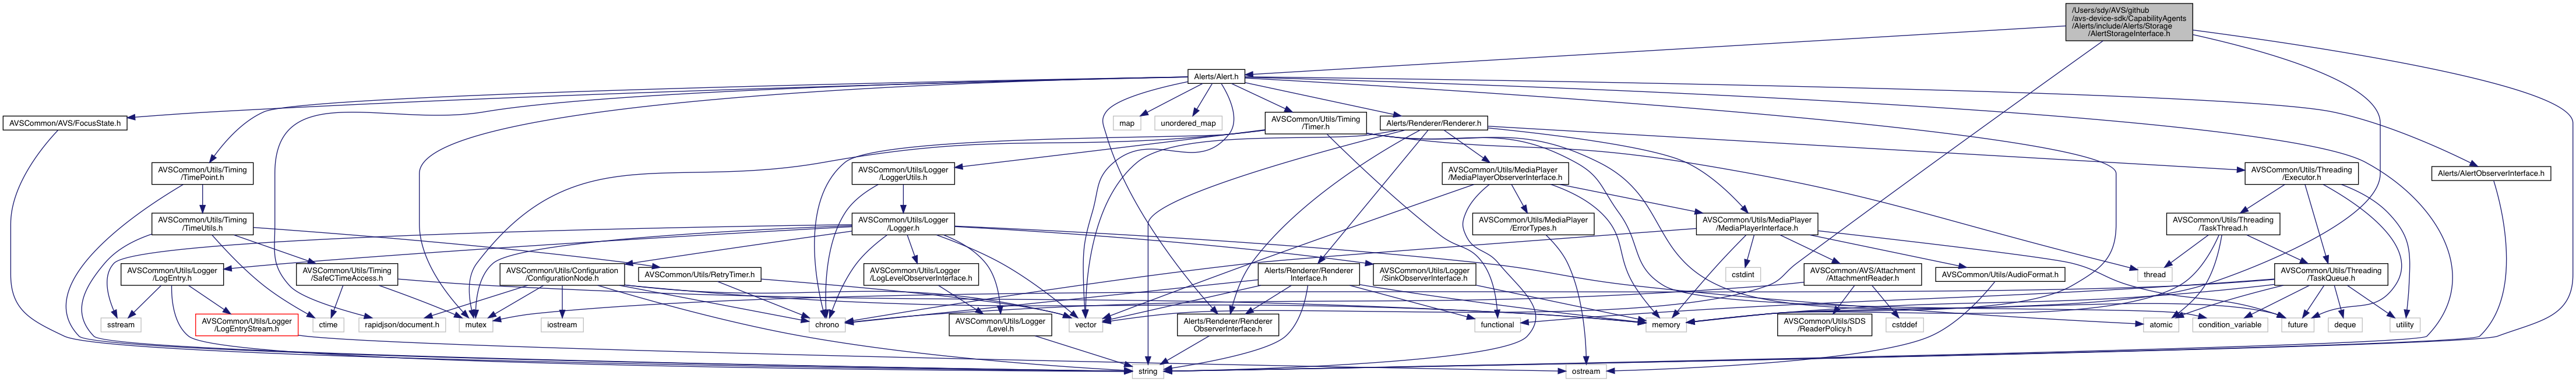 /Users/sdy/AVS/github
/avs-device-sdk/CapabilityAgents
/Alerts/include/Alerts/Storage
/AlertStorageInterface.h
Alerts/Alert.h
AVSCommon/AVS/FocusState.h
map
unordered_map
AVSCommon/Utils/Timing
/Timer.h
Alerts/Renderer/Renderer.h
AVSCommon/Utils/Timing
/TimePoint.h
AVSCommon/Utils/Logger
/LoggerUtils.h
AVSCommon/Utils/MediaPlayer
/MediaPlayerObserverInterface.h
AVSCommon/Utils/Threading
/Executor.h
Alerts/AlertObserverInterface.h
AVSCommon/Utils/Timing
/TimeUtils.h
AVSCommon/Utils/Logger
/Logger.h
AVSCommon/Utils/MediaPlayer
/ErrorTypes.h
AVSCommon/Utils/MediaPlayer
/MediaPlayerInterface.h
AVSCommon/Utils/Threading
/TaskThread.h
AVSCommon/Utils/Logger
/LogEntry.h
AVSCommon/Utils/Timing
/SafeCTimeAccess.h
AVSCommon/Utils/Configuration
/ConfigurationNode.h
AVSCommon/Utils/RetryTimer.h
AVSCommon/Utils/Logger
/LogLevelObserverInterface.h
Alerts/Renderer/Renderer
Interface.h
AVSCommon/Utils/Logger
/SinkObserverInterface.h
cstdint
AVSCommon/AVS/Attachment
/AttachmentReader.h
AVSCommon/Utils/AudioFormat.h
thread
AVSCommon/Utils/Threading
/TaskQueue.h
sstream
AVSCommon/Utils/Logger
/LogEntryStream.h
ctime
rapidjson/document.h
mutex
iostream
chrono
AVSCommon/Utils/Logger
/Level.h
vector
Alerts/Renderer/Renderer
ObserverInterface.h
functional
memory
AVSCommon/Utils/SDS
/ReaderPolicy.h
cstddef
atomic
condition_variable
future
deque
utility
string
ostream